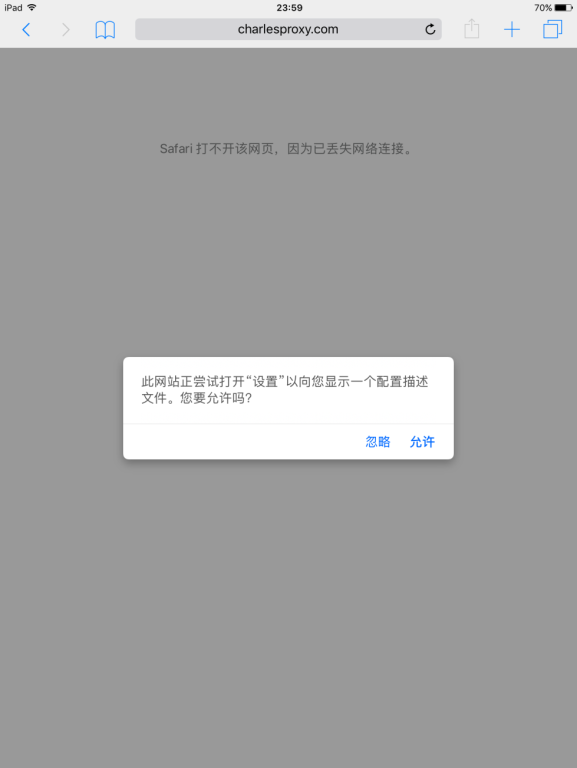 iPad 23:59 70%
charlesproxy.com
Safari 打不开该网页，因为已丢失网络连接。
此网站正尝试打开“设置”以向您显示一个配置描述
文件。您要允许吗？
忽略 允许